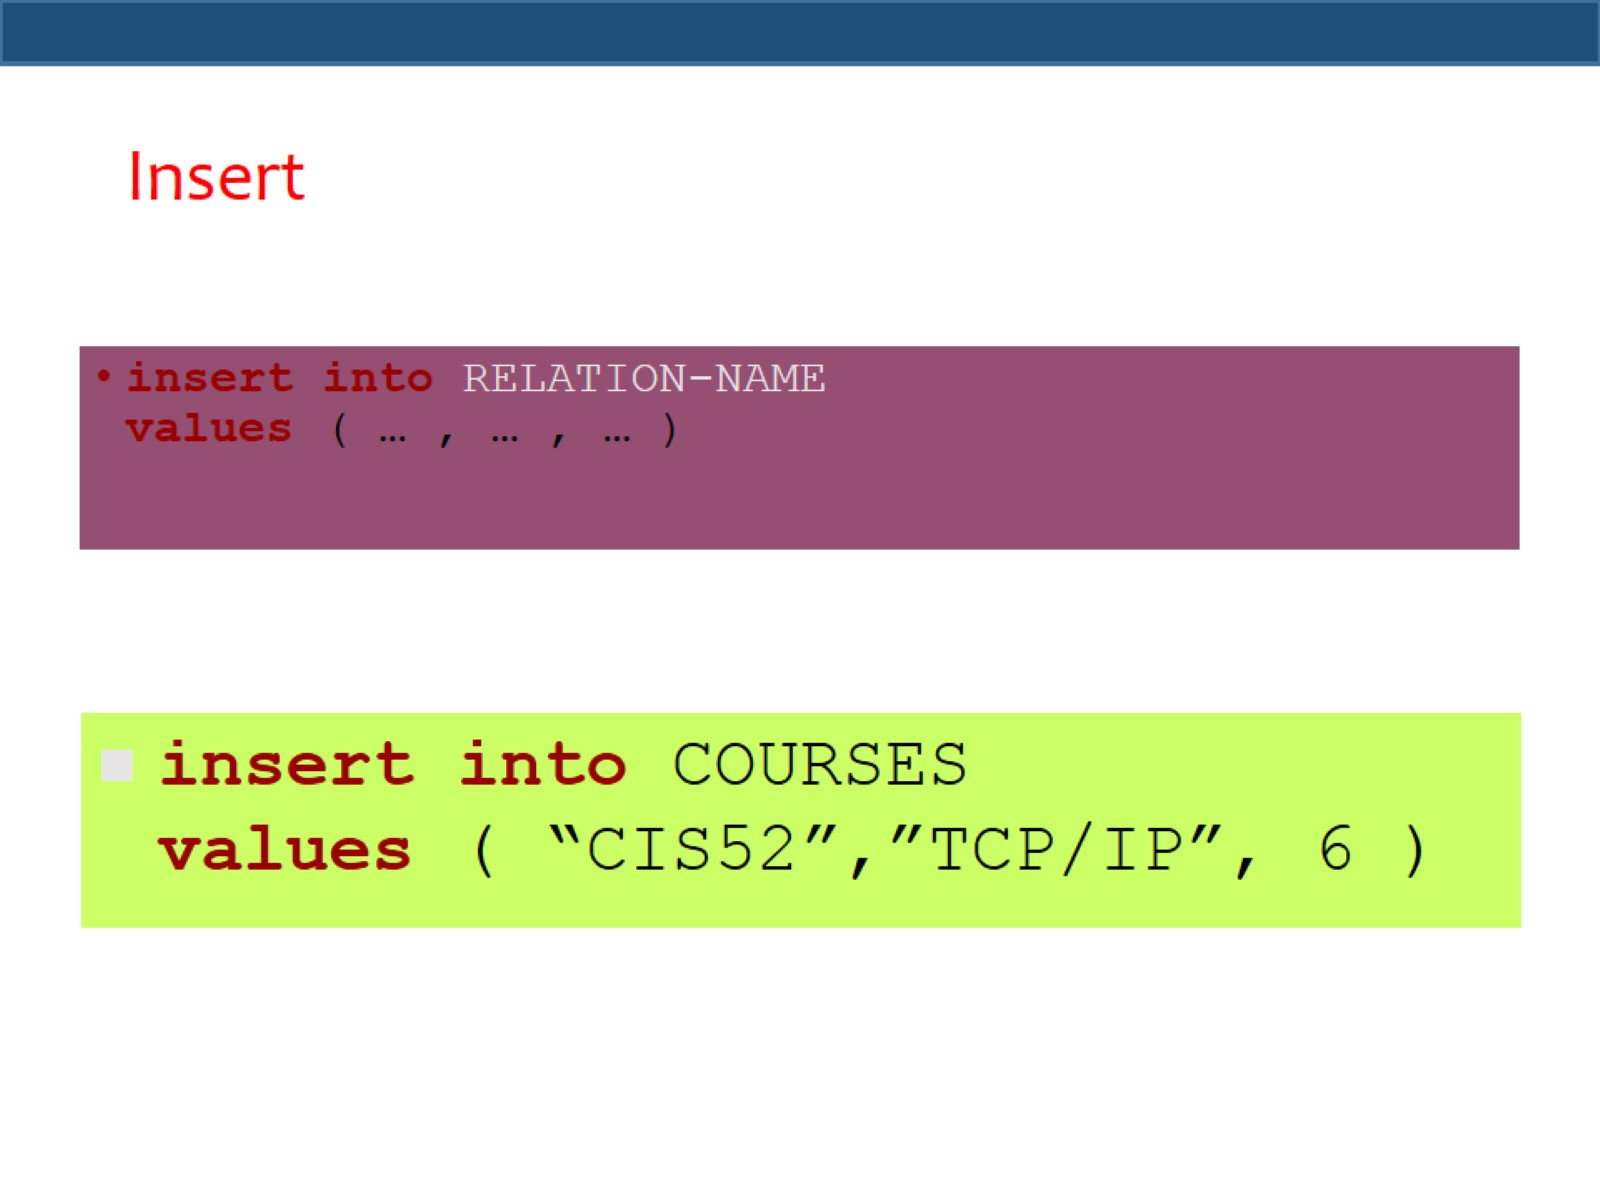 Insert
• insert into RELATION-NAME
values ( … , … , … )
■ insert into COURSES
values ( “CIS52”,”TCP/IP”, 6 )